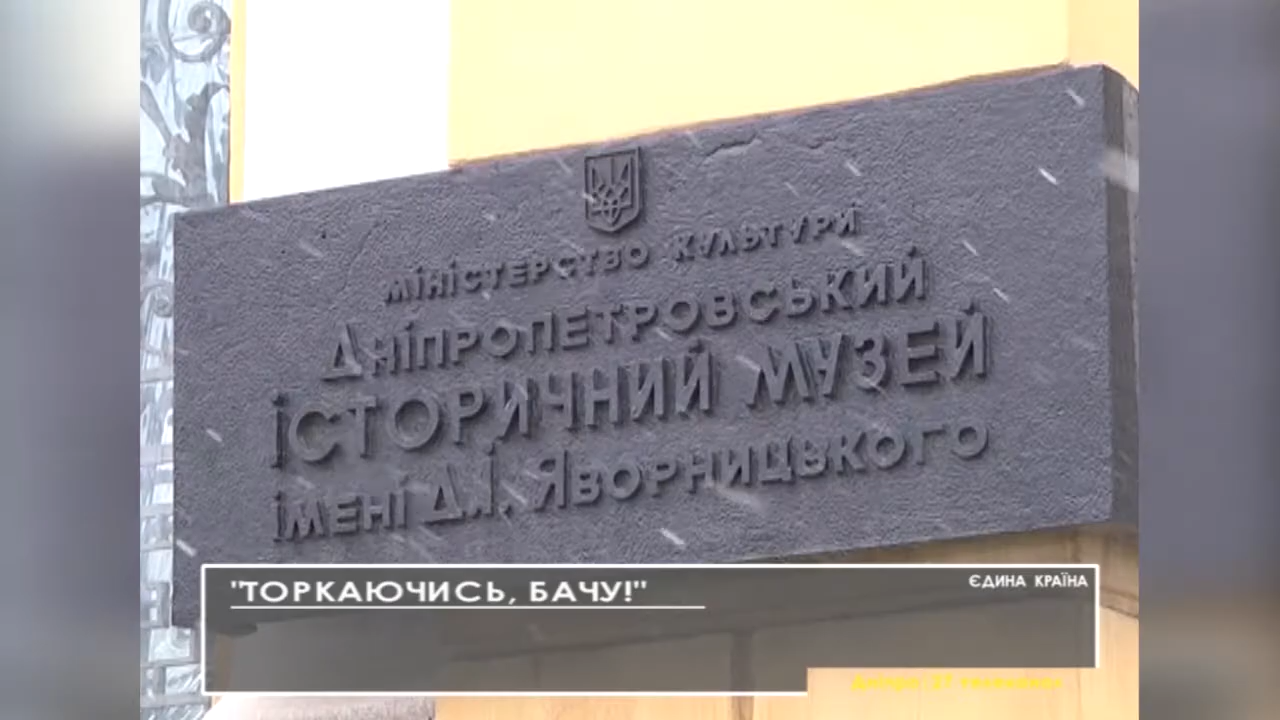 МІНІСТЕРСТВО КУЛЬТУРИ
ДНІПРОПЕТРОВСЬКИЙ
ІСТОРИЧНИЙ МУЗЕЙ
ІМЕНІ Д.І. ЯВОРНИЦЬКОГО
"ТОРКАЮЧИСЬ, БАЧУ!"
ЄДИНА КРАЇНА